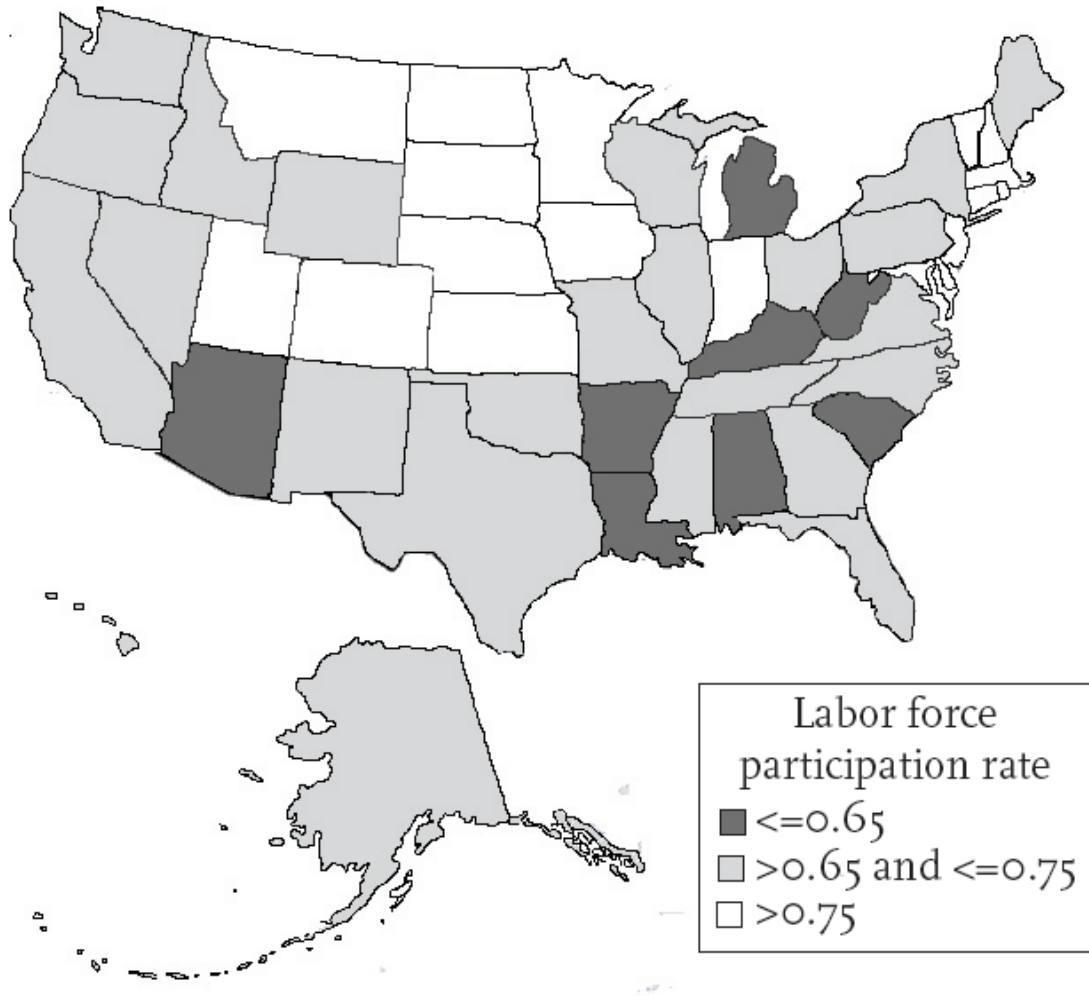 Labor force
participation rate
<=0.65
>0.65 and <=0.75
>0.75